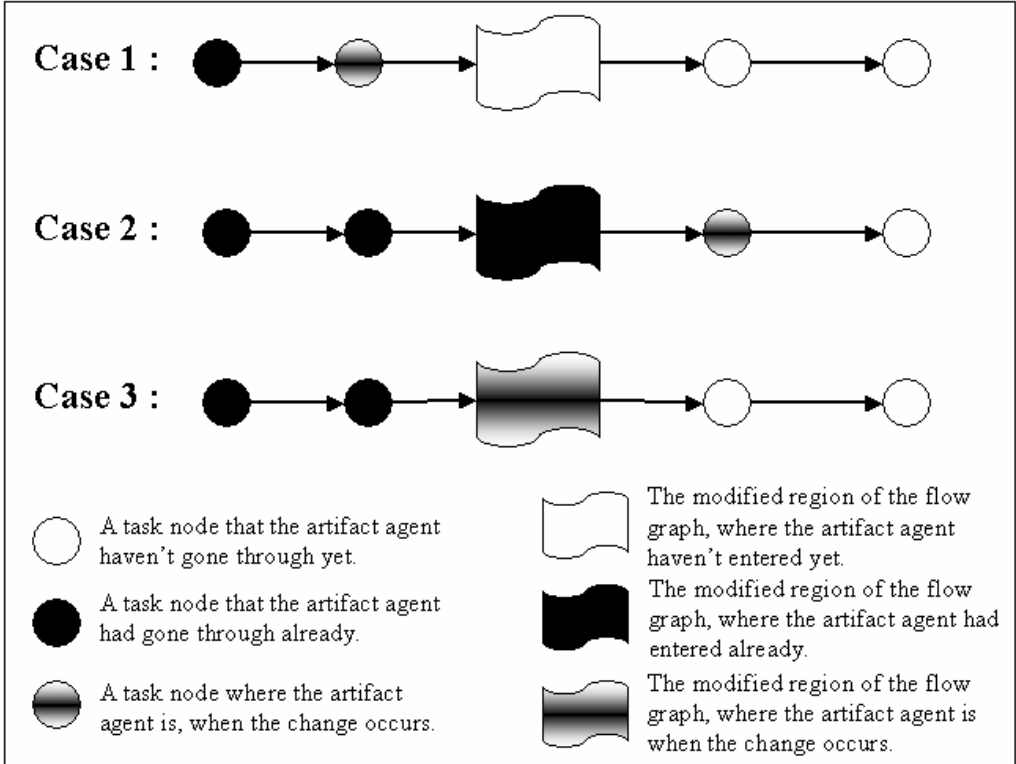 Case 1 :
Case 2 :
Case 3 :
A task node that the artifact agent
haven't gone through yet.
A task node that the artifact agent
had gone through already.
A task node where the artifact
agent is, when the change occurs.
The modified region of the flow
graph, where the artifact agent
haven't entered yet.
The modified region of the flow
graph, where the artifact agent had
entered already.
The modified region of the flow
graph, where the artifact agent is
when the change occurs.